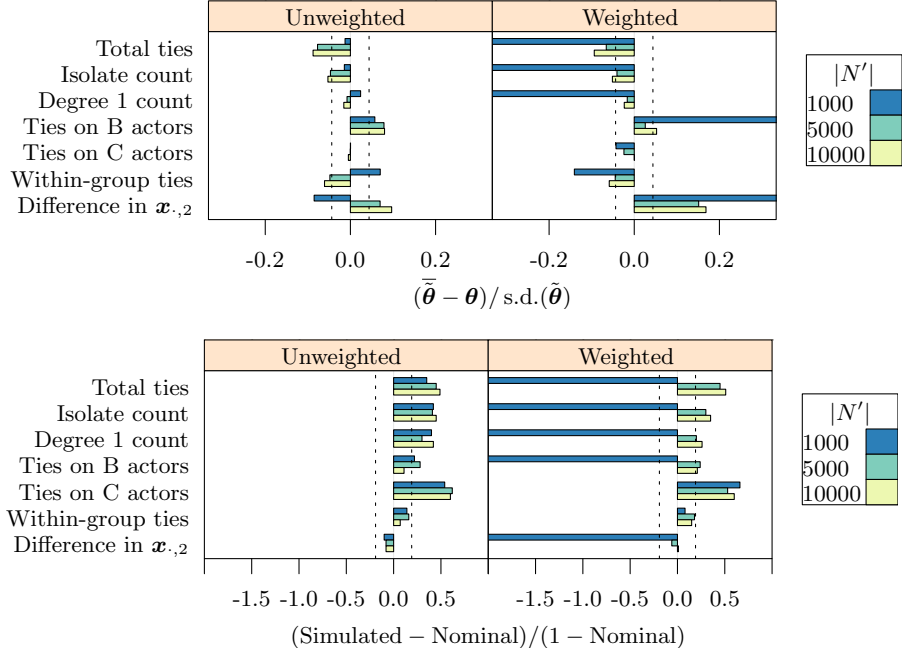 Unweighted Weighted
Total ties
Isolate count
Degree 1 count
Ties on B actors
Ties on C actors
Within-group ties
Difference in 𝒙·,2
|N′|
1000
5000
10000
-0.2 0.0 0.2 -0.2 0.0 0.2
(𝜽̃̅ − 𝜽)/ s.d.(𝜽̃)
Unweighted Weighted
Total ties
Isolate count
Degree 1 count
Ties on B actors
Ties on C actors
Within-group ties
Difference in 𝒙·,2
|N′|
1000
5000
10000
-1.5 -1.0 -0.5 0.0 0.5 -1.5 -1.0 -0.5 0.0 0.5
(Simulated − Nominal)/(1 − Nominal)